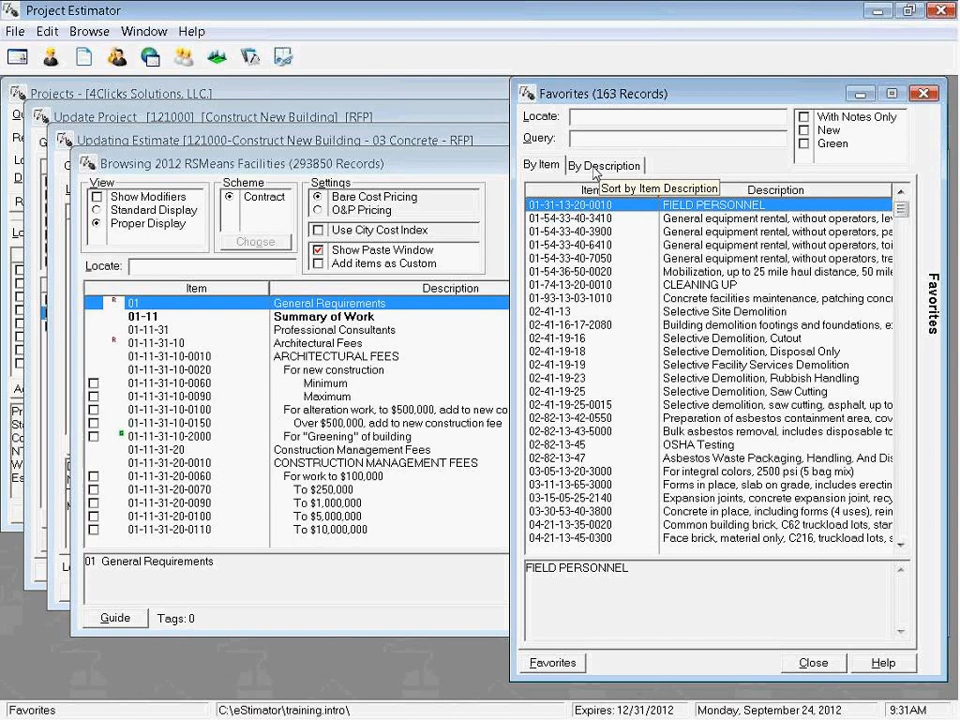 Project Estimator
File Edit Browse Window Help
Projects - [4Clicks Solutions, LLC.]
Update Project [121000] [Construct New Building] [RFP]
Updating Estimate [121000-Construct New Building - 03 Concrete - RFP]
Browsing 2012 RSMeans Facilities (293850 Records)
View
Show Modifiers
Standard Display
Proper Display
Scheme
Contract
Choose
Settings
Bare Cost Pricing
O&P Pricing
Use City Cost Index
Show Paste Window
Add items as Custom
Locate:
Item Description
01 General Requirements
01-11 Summary of Work
01-11-31 Professional Consultants
01-11-31-10 Architectural Fees
01-11-31-10-0010 ARCHITECTURAL FEES
01-11-31-10-0020 For new construction
01-11-31-10-0060 Minimum
01-11-31-10-0090 Maximum
01-11-31-10-0100 For alteration work, to $500,000, add to new co
01-11-31-10-0150 Over $500,000, add to new construction fee
01-11-31-10-2000 For "Greening" of building
01-11-31-20 Construction Management Fees
01-11-31-20-0010 CONSTRUCTION MANAGEMENT FEES
01-11-31-20-0060 For work to $100,000
01-11-31-20-0070 To $250,000
01-11-31-20-0090 To $1,000,000
01-11-31-20-0100 To $5,000,000
01-11-31-20-0110 To $10,000,000
01 General Requirements
Guide Tags: 0
Favorites (163 Records)
Locate:
Query:
With Notes Only
New
Green
By Item By Description
Sort by Item Description
Item Description
01-31-13-20-0010 FIELD PERSONNEL
01-54-33-40-3410 General equipment rental, without operators, le
01-54-33-40-3900 General equipment rental, without operators, pa
01-54-33-40-6410 General equipment rental, without operators, toi
01-54-33-40-7050 General equipment rental, without operators, tre
01-54-36-50-0020 Mobilization, up to 25 mile haul distance, 50 mile
01-74-13-20-0010 CLEANING UP
01-93-13-03-1010 Concrete facilities maintenance, patching conc
02-41-13 Selective Site Demolition
02-41-16-17-2080 Building demolition footings and foundations, e
02-41-19-16 Selective Demolition, Cutout
02-41-19-18 Selective Demolition, Disposal Only
02-41-19-19 Selective Facility Services Demolition
02-41-19-23 Selective Demolition, Rubbish Handling
02-41-19-25 Selective Demolition, Saw Cutting
02-41-19-25-0015 Selective demolition, saw cutting, asphalt, up to
02-82-13-42-0550 Preparation of asbestos containment area, cov
02-82-13-43-5000 Bulk asbestos removal, includes disposable to
02-82-13-45 OSHA Testing
02-82-13-47 Asbestos Waste Packaging, Handling, And Dis
03-05-13-20-3000 For integral colors, 2500 psi (5 bag mix)
03-11-13-65-3000 Forms in place, slab on grade, includes erectin
03-15-05-25-2140 Expansion joints, concrete expansion joint, recy
03-30-53-40-3800 Concrete in place, including forms (4 uses), rein
04-21-13-35-0020 Common building brick, C62 truckload lots, star
04-21-13-45-0300 Face brick, material only, C216, truckload lots, s
FIELD PERSONNEL
Favorites Close Help
Favorites
Favorites C:\eStimator\training.intro\ Expires: 12/31/2012 Monday, September 24, 2012 9:31AM